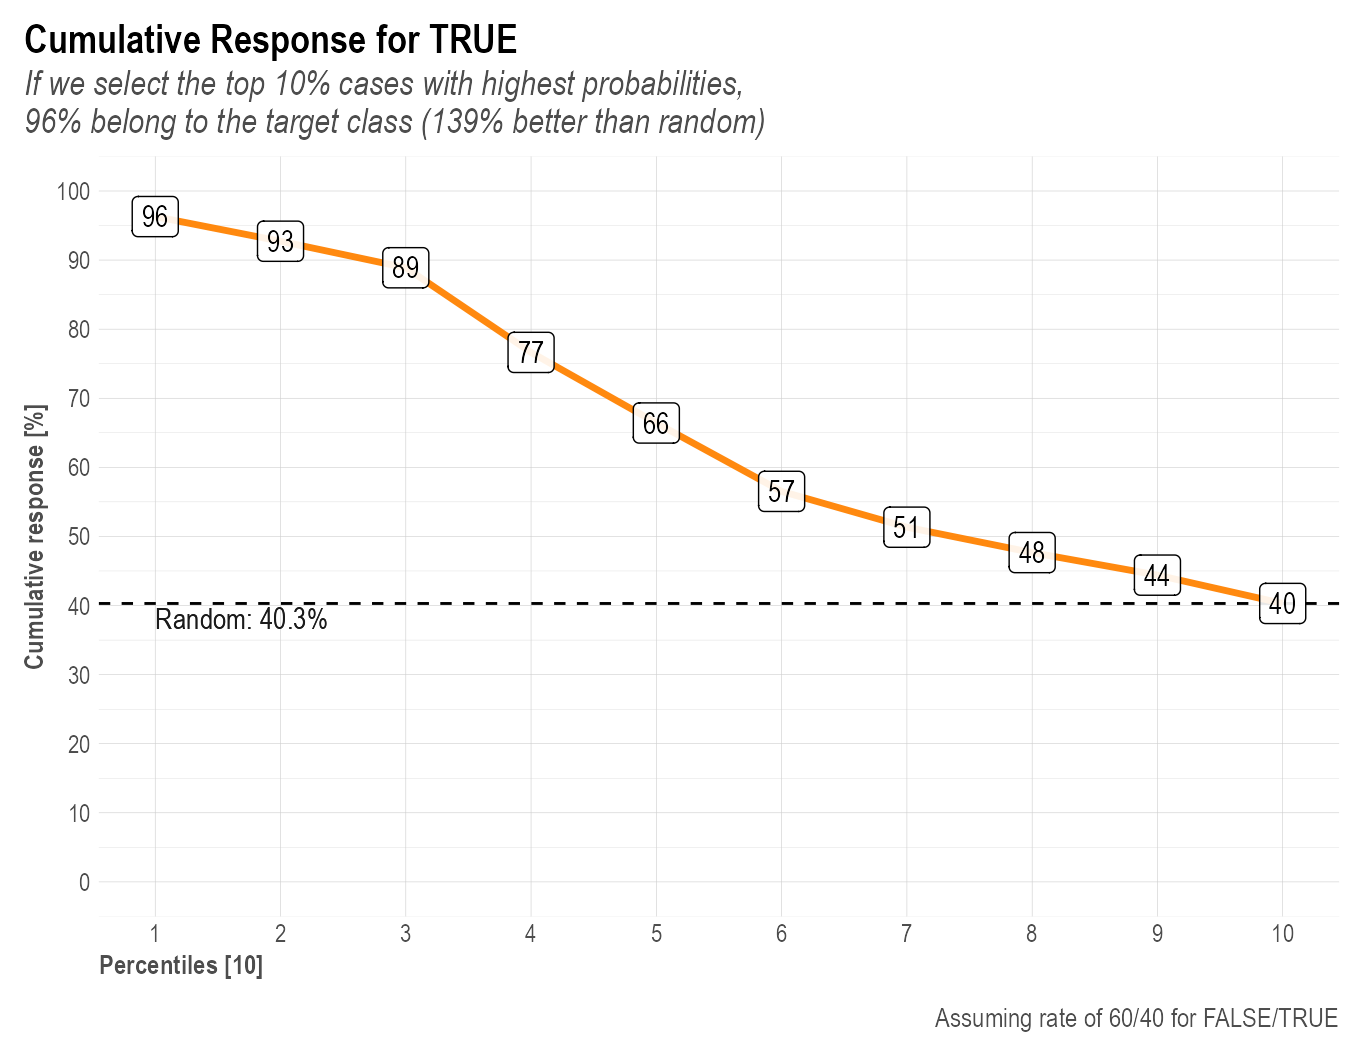 Cumulative Response for TRUE
If we select the top 10% cases with highest probabilities,
96% belong to the target class (139% better than random)
Cumulative response [%]
100
90
80
70
60
50
40
30
20
10
0
96
93
89
77
66
57
51
48
44
40
Random: 40.3%
1 2 3 4 5 6 7 8 9 10
Percentiles [10]
Assuming rate of 60/40 for FALSE/TRUE